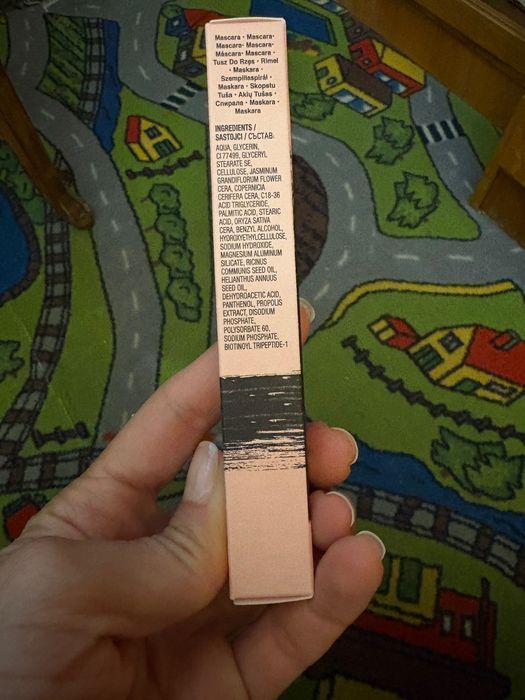 Mascara • Mascara•
Mascara• Mascara•
Máscara• Mascara •
Tusz Do Rzęs • Rimel
• Maskara •
Szempillaspirál •
Maskara • Skopstu
Tuša • Akių Tušas •
Спирала • Maskara •
Maskara
INGREDIENTS /
SASTOJCI / СЪСТАВ:
AQUA, GLYCERIN,
CI 77499, GLYCERYL
STEARATE SE,
CELLULOSE, JASMINUM
GRANDIFLORUM FLOWER
CERA, COPERNICIA
CERIFERA CERA, C18-36
ACID TRIGLYCERIDE,
PALMITIC ACID, STEARIC
ACID, ORYZA SATIVA
CERA, BENZYL ALCOHOL,
HYDROXYETHYLCELLULOSE,
SODIUM HYDROXIDE,
MAGNESIUM ALUMINUM
SILICATE, RICINUS
COMMUNIS SEED OIL,
HELIANTHUS ANNUUS
SEED OIL,
DEHYDROACETIC ACID,
PANTHENOL, PROPOLIS
EXTRACT, DISODIUM
PHOSPHATE,
POLYSORBATE 60,
SODIUM PHOSPHATE,
BIOTINOYL TRIPEPTIDE-1